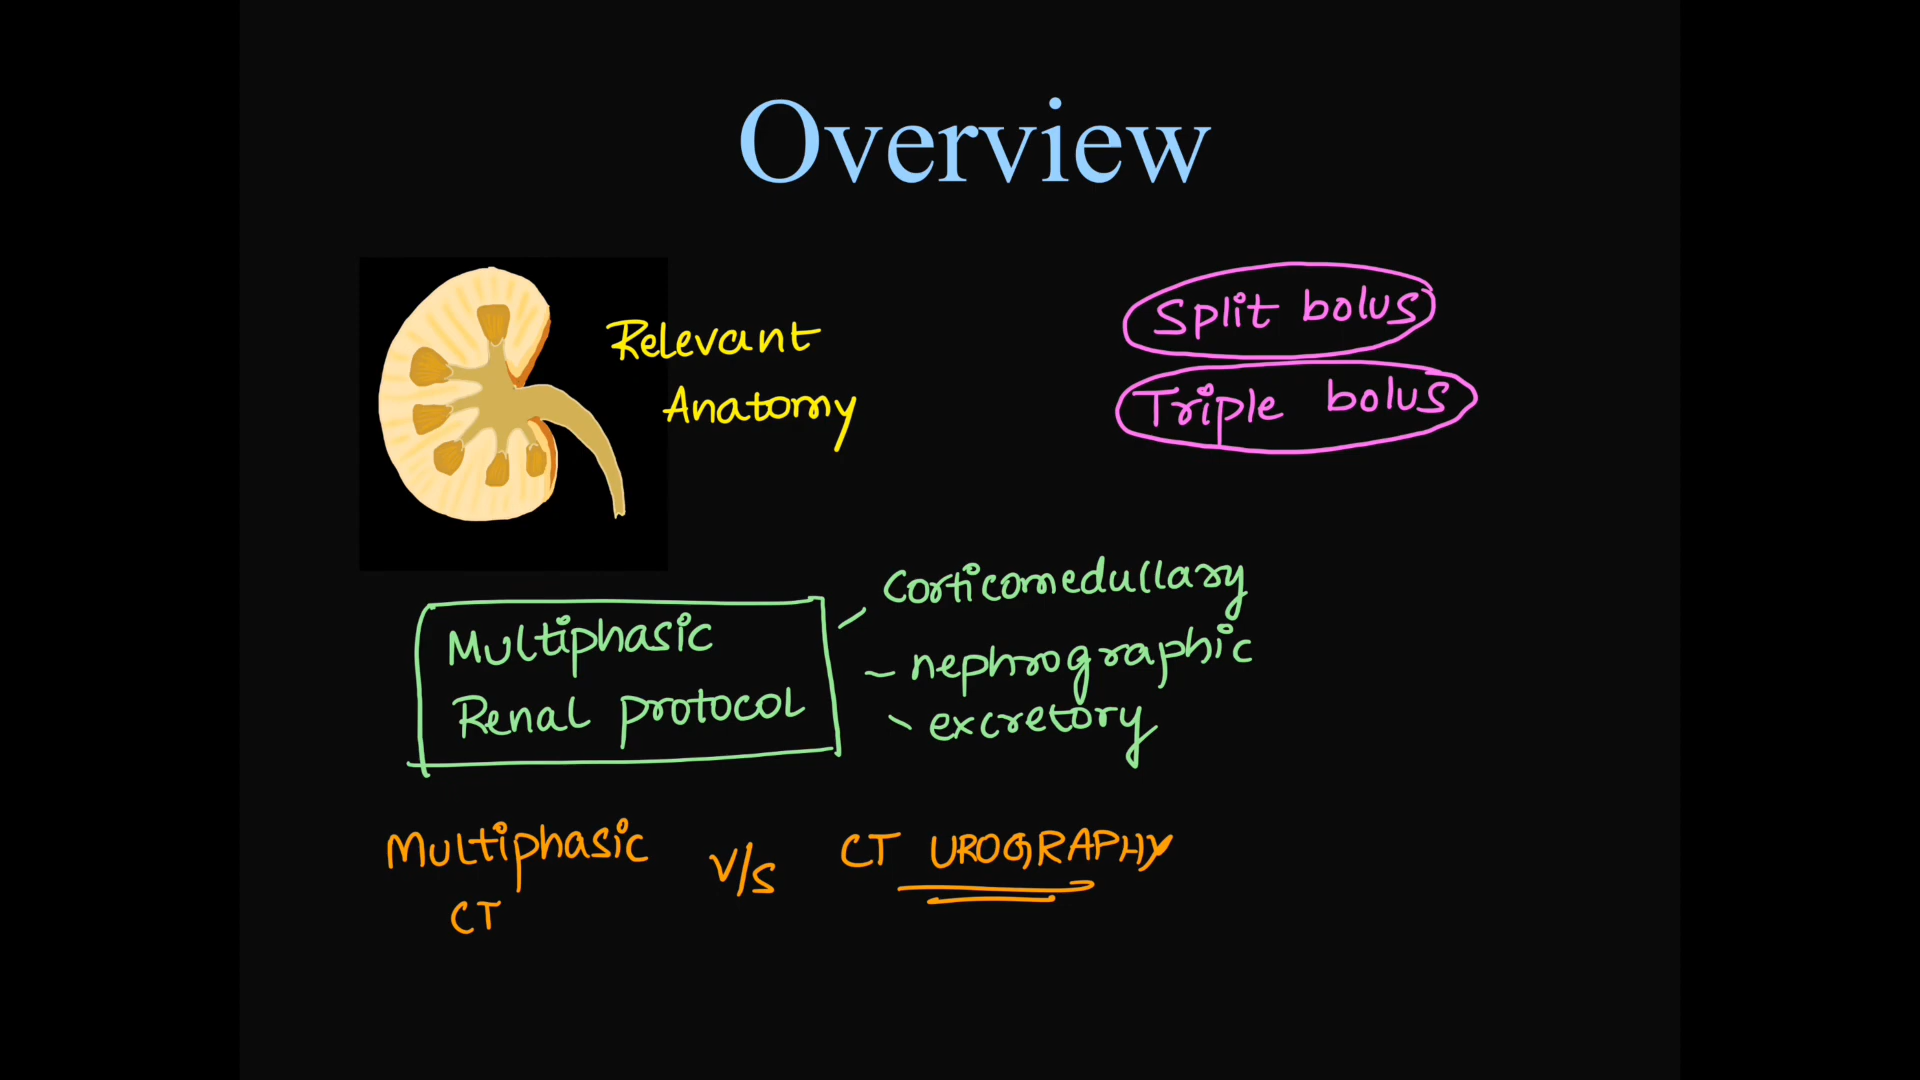 Overview
Relevant
Anatomy
Split bolus
Triple bolus
Multiphasic
Renal protocol
- Corticomedullary
- nephrographic
- excretory
Multiphasic V/S CT UROGRAPHY
CT